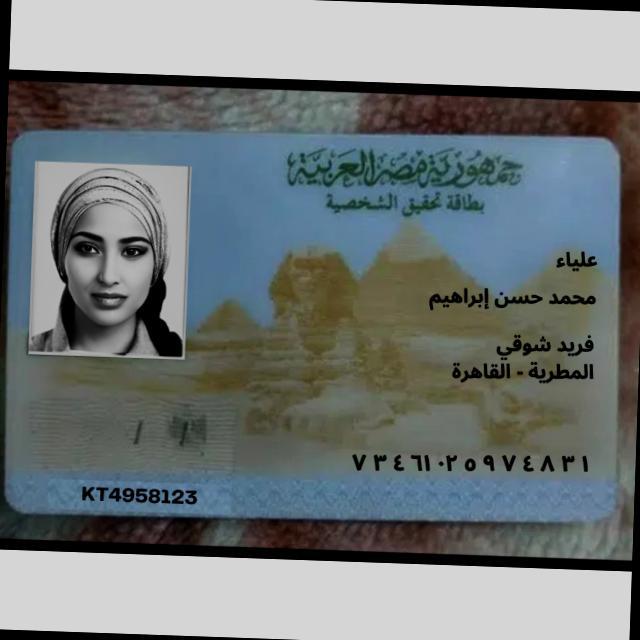 جمهورية مصر العربية
بطاقة تحقيق الشخصية
علياء
محمد حسن إبراهيم
فريد شوقي
المطرية - القاهرة
٧٣٤٦١٠٢٥٩٧٤٨٣١
KT4958123